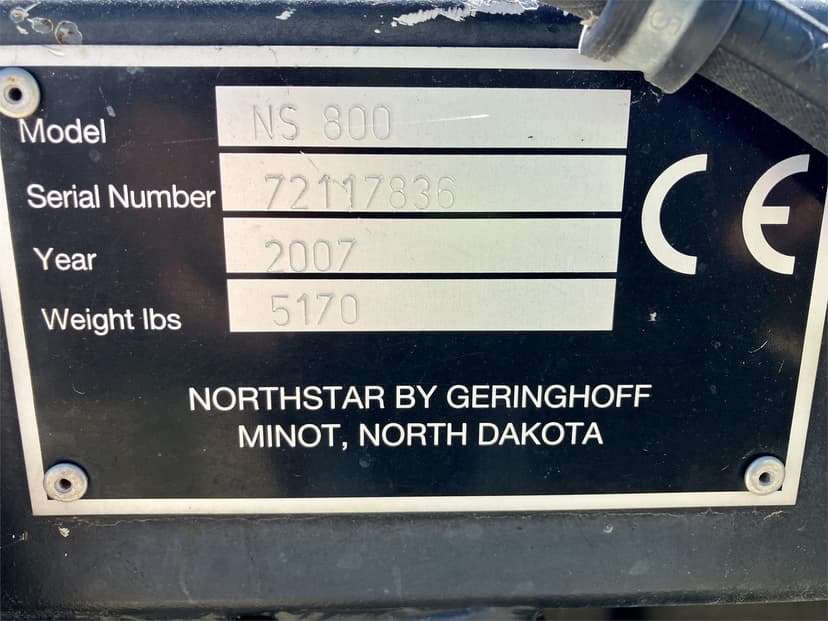 Model NS 800
Serial Number 72117836
Year 2007
Weight lbs 5170
CE
NORTHSTAR BY GERINGHOFF
MINOT, NORTH DAKOTA